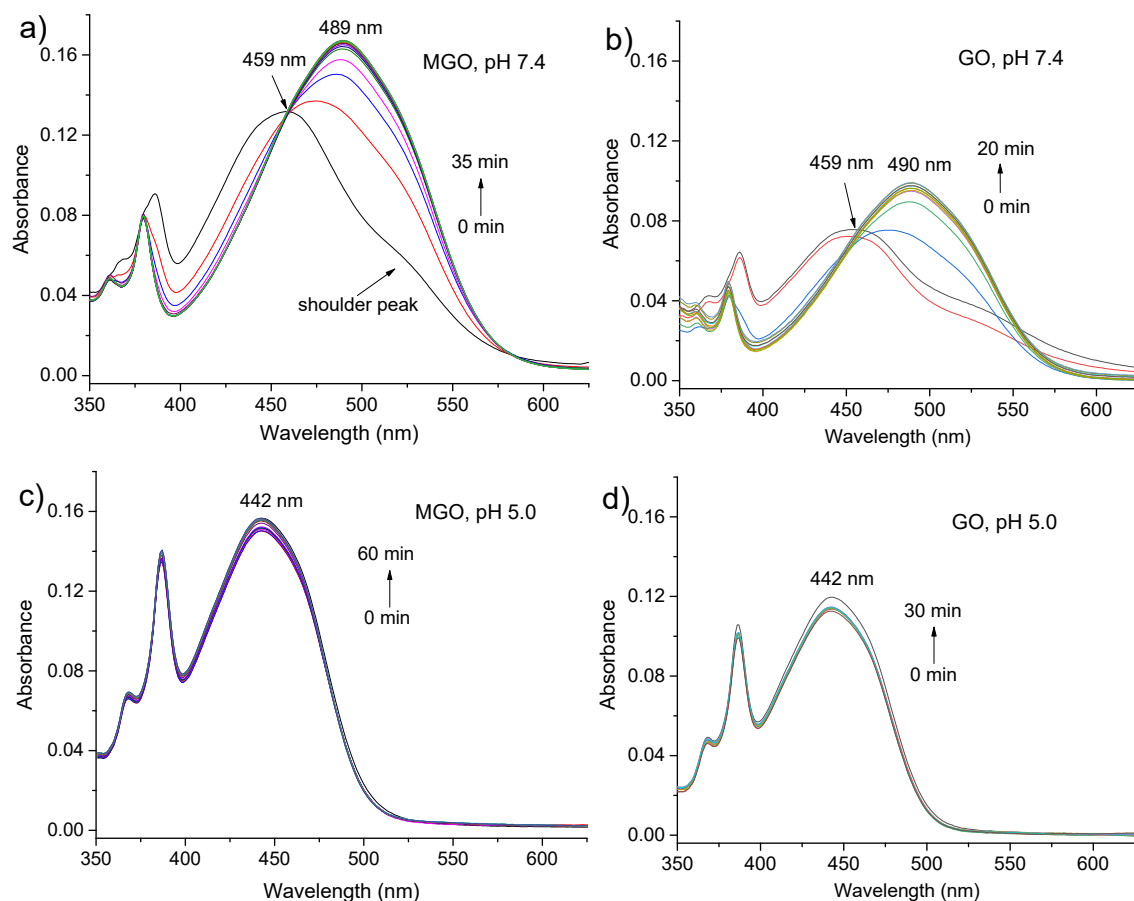 a)
489 nm
459 nm
MGO, pH 7.4
35 min
0 min
shoulder peak
0.16
0.12
0.08
0.04
0.00
Absorbance
350 400 450 500 550 600
Wavelength (nm)
b)
GO, pH 7.4
459 nm 490 nm
20 min
0 min
0.16
0.12
0.08
0.04
0.00
Absorbance
350 400 450 500 550 600
Wavelength (nm)
c)
442 nm
MGO, pH 5.0
60 min
0 min
0.16
0.12
0.08
0.04
0.00
Absorbance
350 400 450 500 550 600
Wavelength (nm)
d)
GO, pH 5.0
442 nm
30 min
0 min
0.16
0.12
0.08
0.04
0.00
Absorbance
350 400 450 500 550 600
Wavelength (nm)